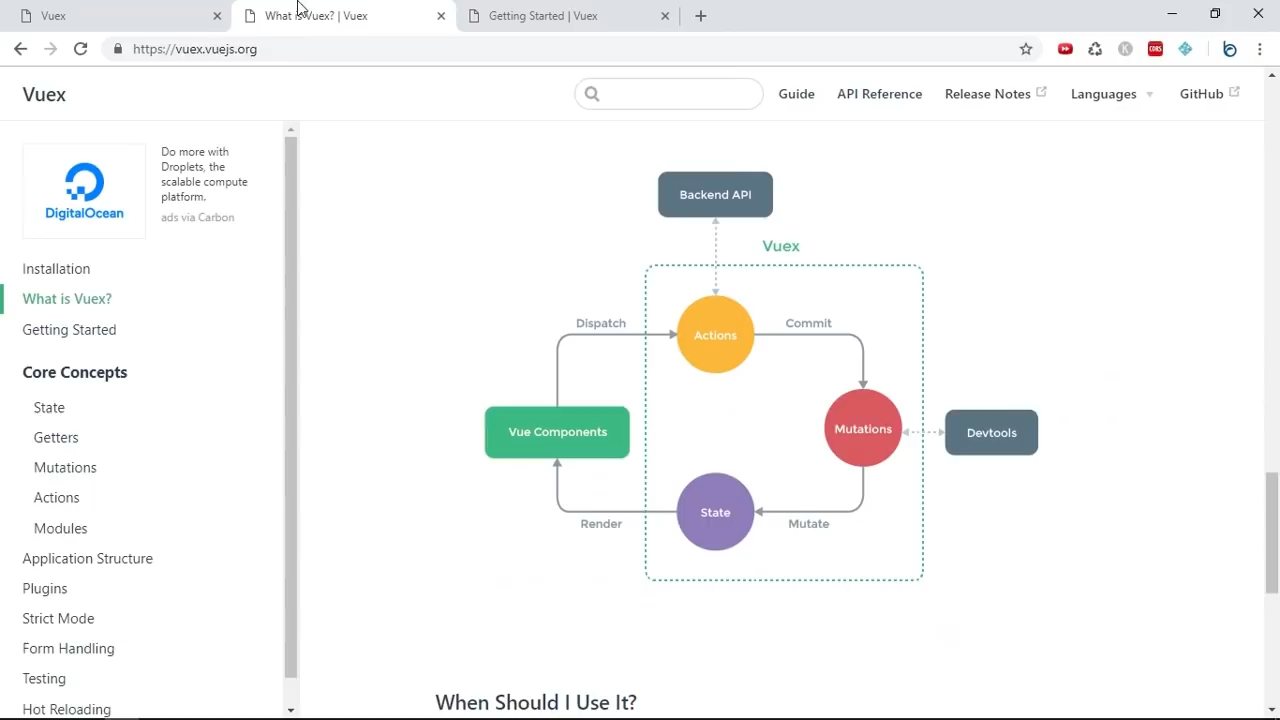 Vuex
What is Vuex? | Vuex
Getting Started | Vuex
https://vuex.vuejs.org
CORS
Vuex
Guide
API Reference
Release Notes
Languages
GitHub
DigitalOcean
Do more with
Droplets, the
scalable compute
platform.
ads via Carbon
Installation
What is Vuex?
Getting Started
Core Concepts
State
Getters
Mutations
Actions
Modules
Application Structure
Plugins
Strict Mode
Form Handling
Testing
Hot Reloading
Backend API
Vuex
Dispatch
Actions
Commit
Vue Components
Mutations
Devtools
State
Render
Mutate
When Should I Use It?